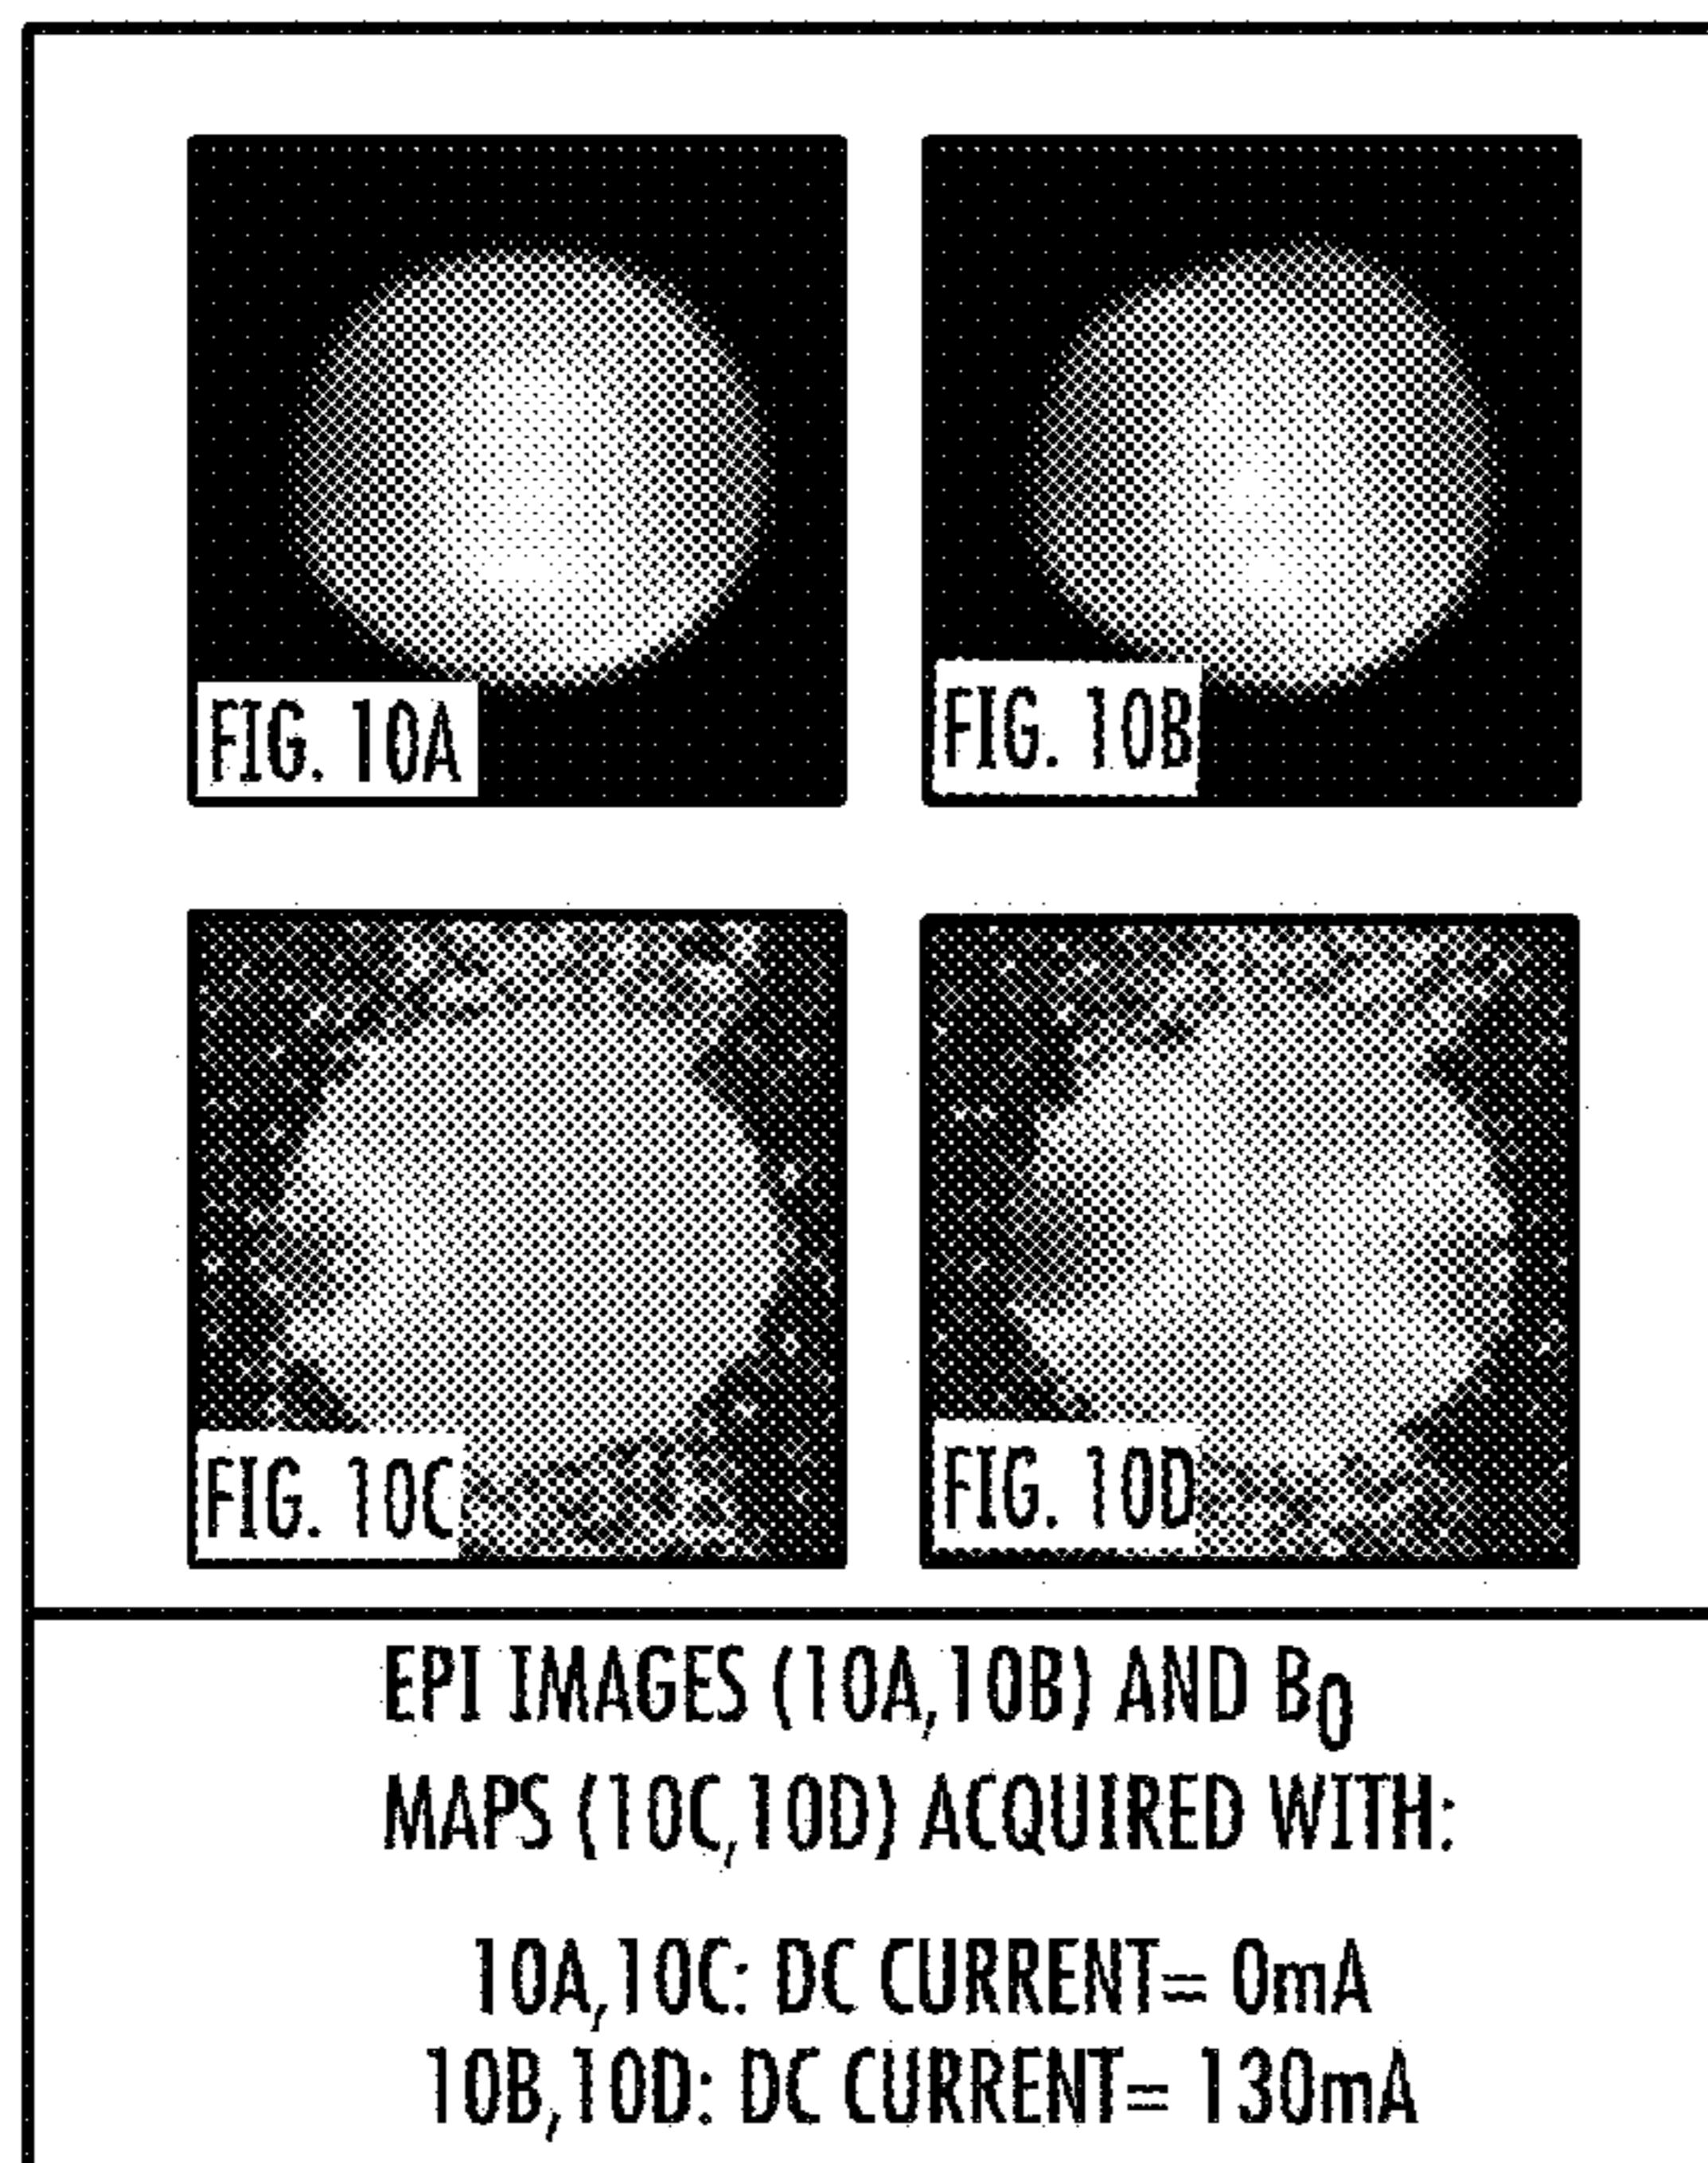 FIG. 10A
FIG. 10B
FIG. 10C
FIG. 10D
EPI IMAGES (10A,10B) AND B0
MAPS (10C,10D) ACQUIRED WITH:
10A,10C: DC CURRENT= 0mA
10B,10D: DC CURRENT= 130mA